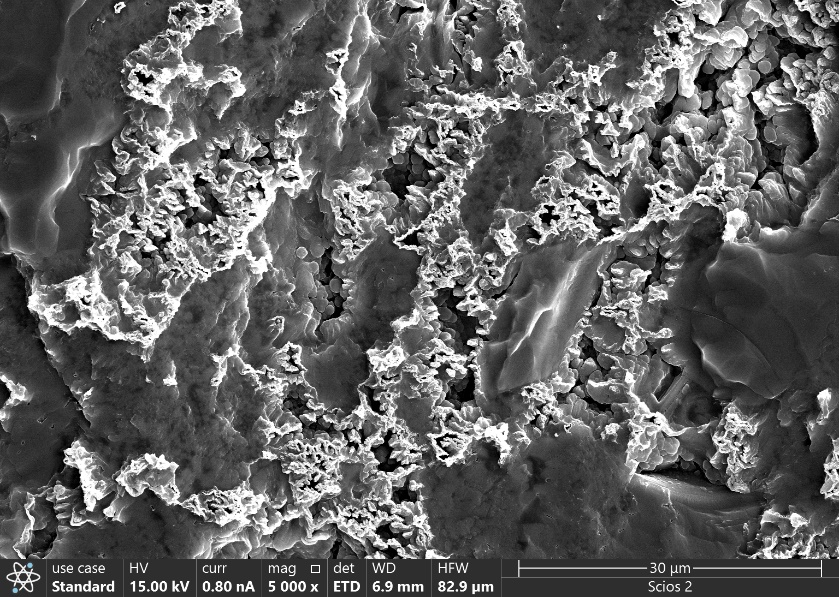 use case HV curr mag det WD HFW 30 µm
Standard 15.00 kV 0.80 nA 5 000 x ETD 6.9 mm 82.9 µm Scios 2